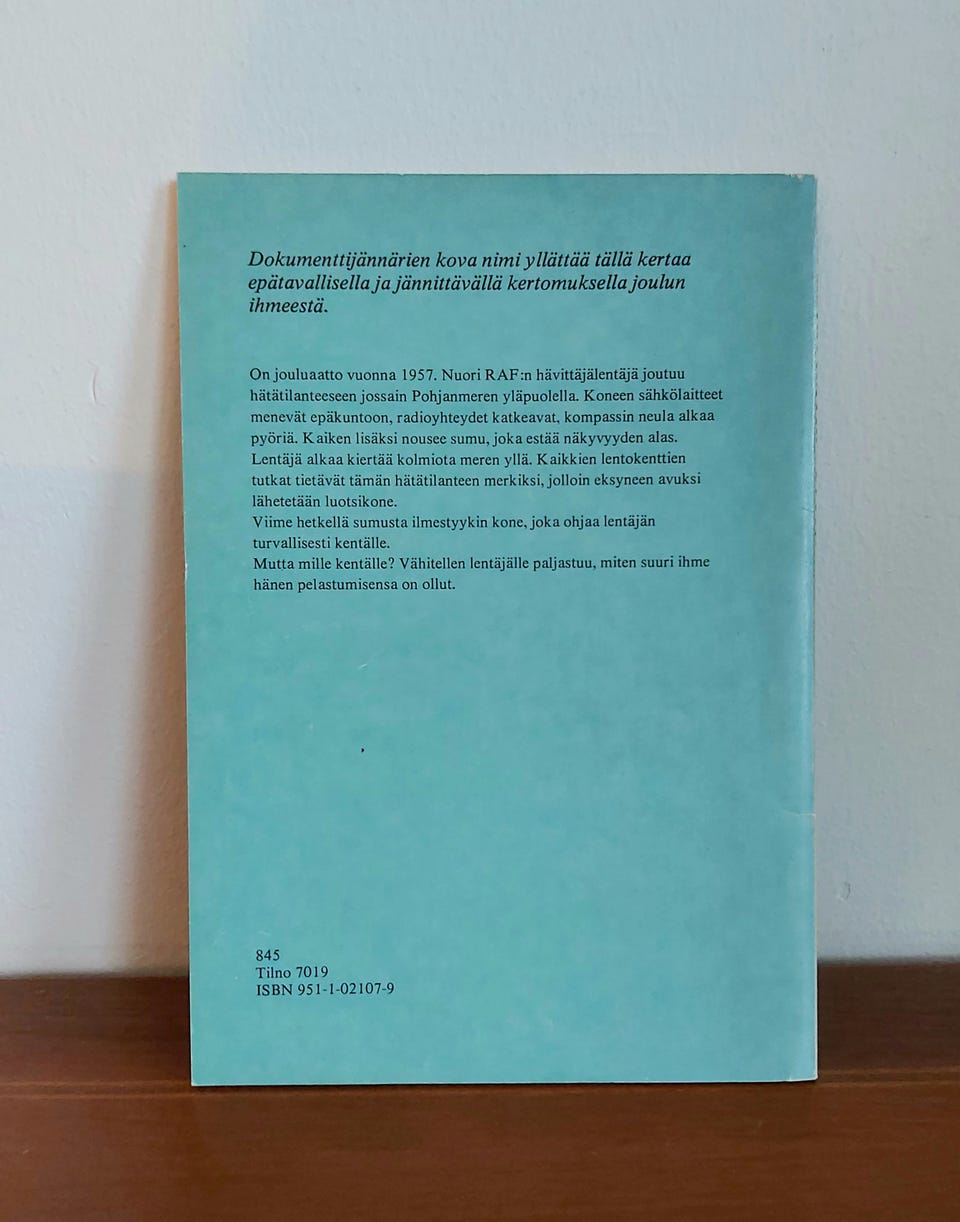 Dokumenttijännärien kova nimi yllättää tällä kertaa
epätavallisella ja jännittävällä kertomuksella joulun
ihmeestä.
On jouluaatto vuonna 1957. Nuori RAF:n hävittäjälentäjä joutuu
hätätilanteeseen jossain Pohjanmeren yläpuolella. Koneen sähkölaitteet
menevät epäkuntoon, radioyhteydet katkeavat, kompassin neula alkaa
pyöriä. Kaiken lisäksi nousee sumu, joka estää näkyvyyden alas.
Lentäjä alkaa kiertää kolmiota meren yllä. Kaikkien lentokenttien
tutkat tietävät tämän hätätilanteen merkiksi, jolloin eksyneen avuksi
lähetetään luotsikone.
Viime hetkellä sumusta ilmestyykin kone, joka ohjaa lentäjän
turvallisesti kentälle.
Mutta mille kentälle? Vähitellen lentäjälle paljastuu, miten suuri ihme
hänen pelastumisensa on ollut.
845
Tilno 7019
ISBN 951-1-02107-9